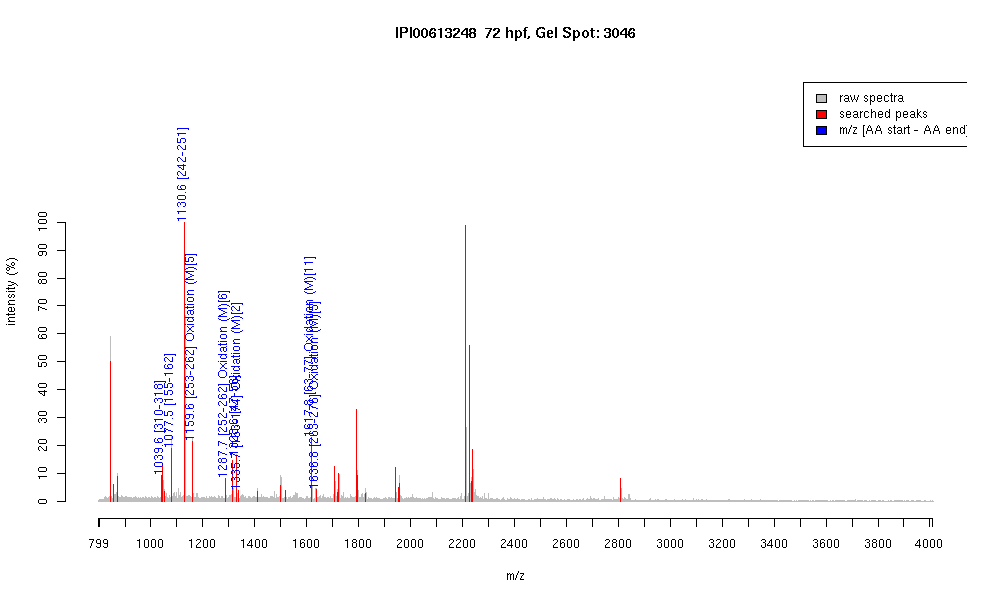 IPI00613248 72 hpf, Gel Spot: 3046
raw spectra
searched peaks
m/z [AA start - AA end]
1130.6 [242-251]
1159.6 [253-262] Oxidation (M)[5]
1039.6 [310-318]
1077.5 [155-162]
1287.7 [252-262] Oxidation (M)[6]
Oxidation (M)[2]
1617.8 [63-77] Oxidation (M)[11]
1636.8 [263-276] Oxidation (M)[3]
intensity (%)
100
90
80
70
60
50
40
30
20
10
0
799 1000 1200 1400 1600 1800 2000 2200 2400 2600 2800 3000 3200 3400 3600 3800 4000
m/z